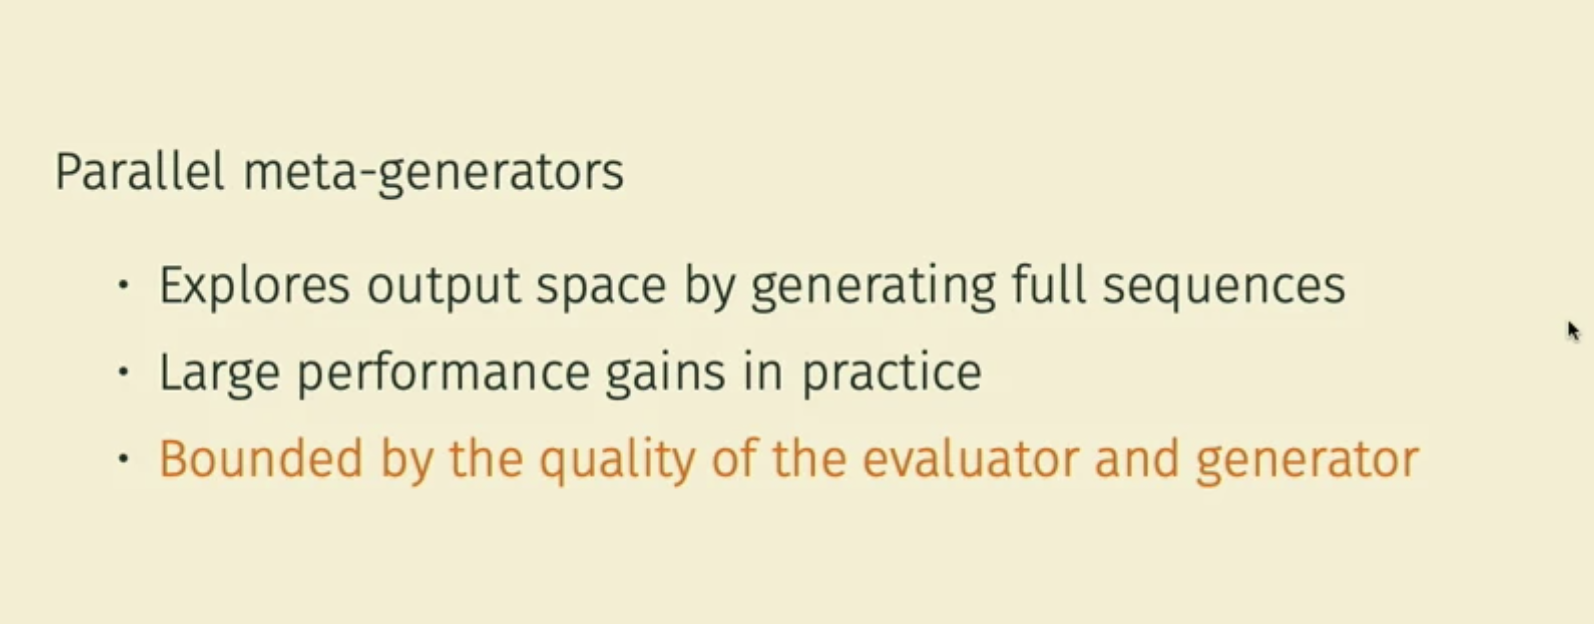 Parallel meta-generators
· Explores output space by generating full sequences
· Large performance gains in practice
· Bounded by the quality of the evaluator and generator